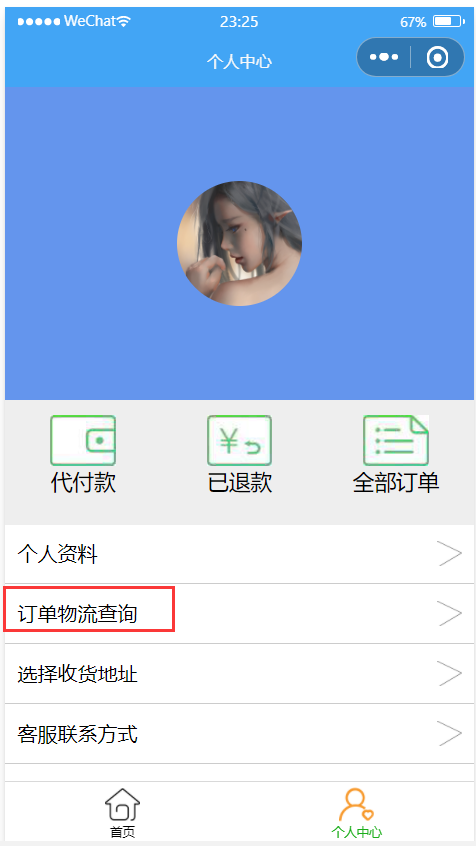 WeChat 23:25 67%
个人中心
代付款 已退款 全部订单
个人资料
订单物流查询
选择收货地址
客服联系方式
首页 个人中心